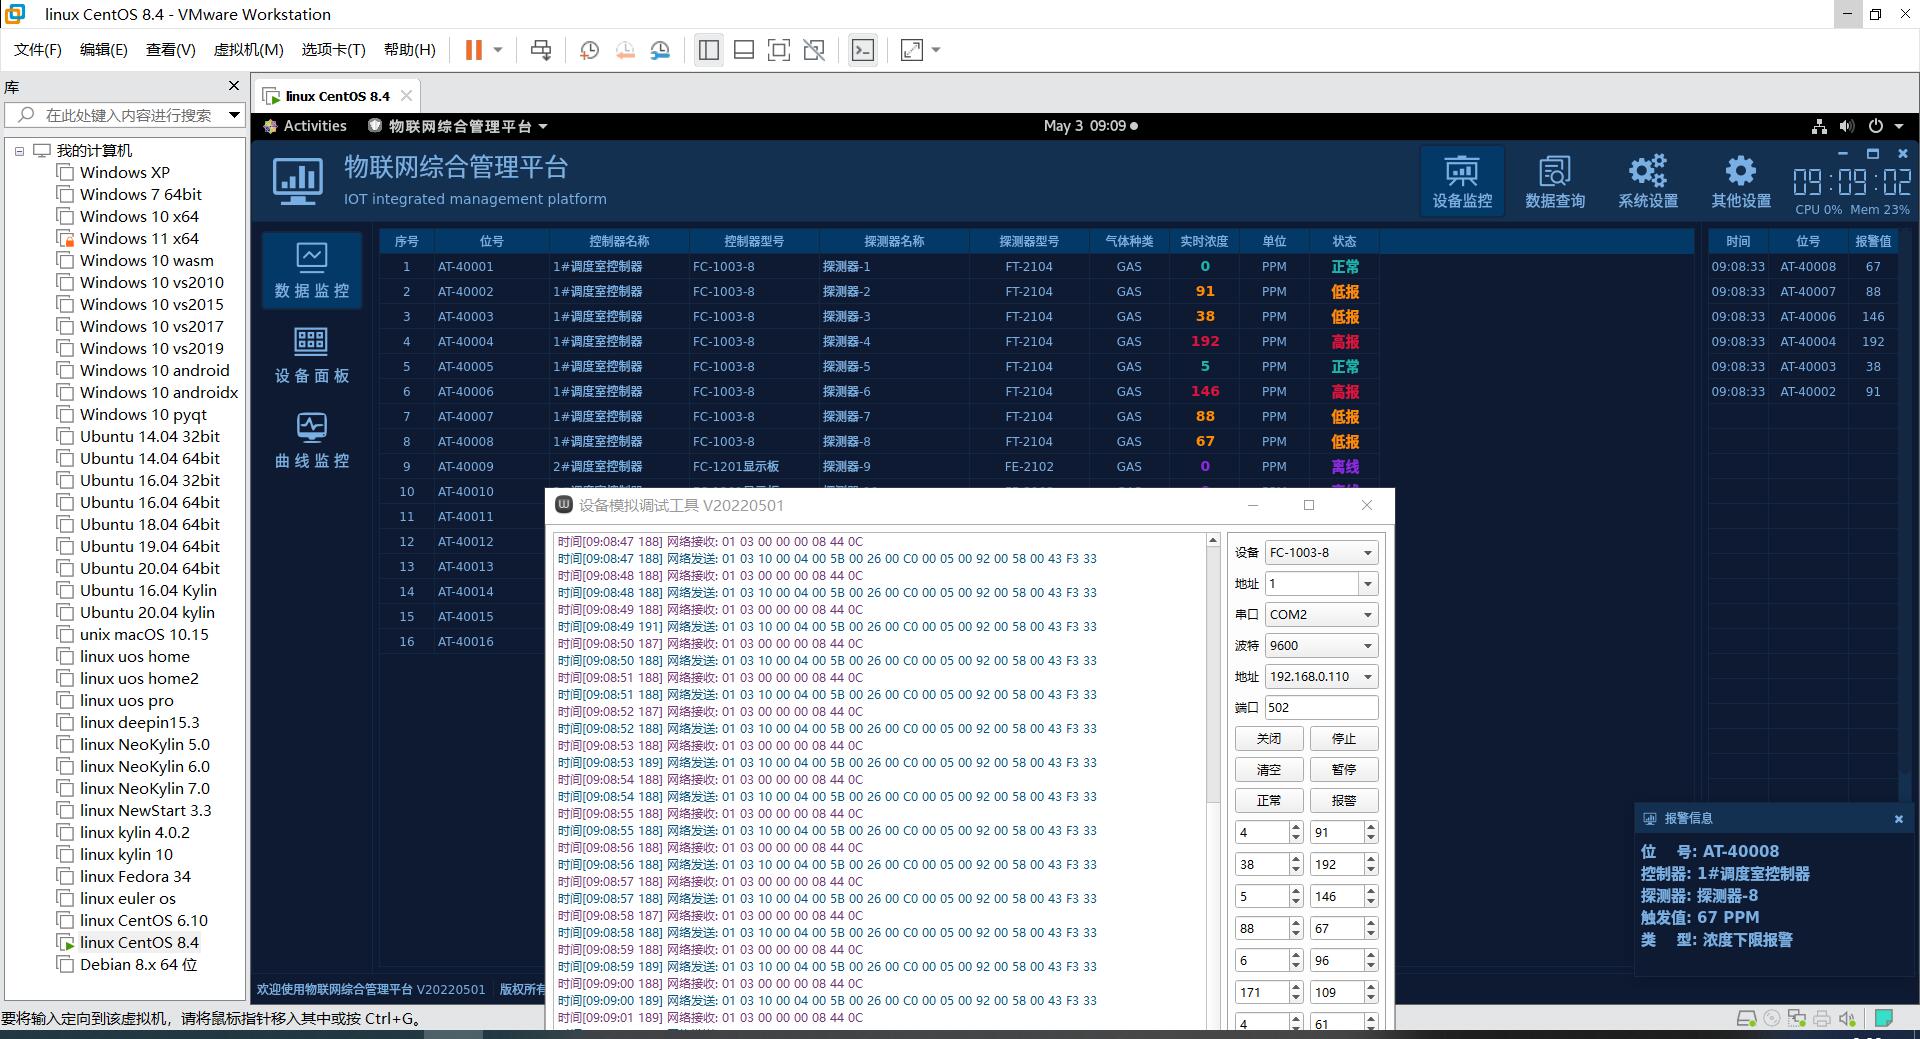 linux CentOS 8.4 - VMware Workstation
文件(F) 编辑(E) 查看(V) 虚拟机(M) 选项卡(T) 帮助(H)
库
在此处键入内容进行搜索
我的计算机
Windows XP
Windows 7 64bit
Windows 10 x64
Windows 11 x64
Windows 10 wasm
Windows 10 vs2010
Windows 10 vs2015
Windows 10 vs2017
Windows 10 vs2019
Windows 10 android
Windows 10 androidx
Windows 10 pyqt
Ubuntu 14.04 32bit
Ubuntu 14.04 64bit
Ubuntu 16.04 32bit
Ubuntu 16.04 64bit
Ubuntu 18.04 64bit
Ubuntu 19.04 64bit
Ubuntu 20.04 64bit
Ubuntu 16.04 Kylin
Ubuntu 20.04 kylin
unix macOS 10.15
linux uos home
linux uos home2
linux uos pro
linux deepin15.3
linux NeoKylin 5.0
linux NeoKylin 6.0
linux NeoKylin 7.0
linux NewStart 3.3
linux kylin 4.0.2
linux kylin 10
linux Fedora 34
linux euler os
linux CentOS 6.10
linux CentOS 8.4
Debian 8.x 64 位
linux CentOS 8.4
Activities 物联网综合管理平台 May 3 09:09
物联网综合管理平台
IOT integrated management platform
设备监控 数据查询 系统设置 其他设置
09:09:02
CPU 0% Mem 23%
数据监控
设备面板
曲线监控
序号 位号 控制器名称 控制器型号 探测器名称 探测器型号 气体种类 实时浓度 单位 状态
1 AT-40001 1#调度室控制器 FC-1003-8 探测器-1 FT-2104 GAS 0 PPM 正常
2 AT-40002 1#调度室控制器 FC-1003-8 探测器-2 FT-2104 GAS 91 PPM 低报
3 AT-40003 1#调度室控制器 FC-1003-8 探测器-3 FT-2104 GAS 38 PPM 低报
4 AT-40004 1#调度室控制器 FC-1003-8 探测器-4 FT-2104 GAS 192 PPM 高报
5 AT-40005 1#调度室控制器 FC-1003-8 探测器-5 FT-2104 GAS 5 PPM 正常
6 AT-40006 1#调度室控制器 FC-1003-8 探测器-6 FT-2104 GAS 146 PPM 高报
7 AT-40007 1#调度室控制器 FC-1003-8 探测器-7 FT-2104 GAS 88 PPM 低报
8 AT-40008 1#调度室控制器 FC-1003-8 探测器-8 FT-2104 GAS 67 PPM 低报
9 AT-40009 2#调度室控制器 FC-1201显示板 探测器-9 FE-2102 GAS 0 PPM 离线
10 AT-40010
11 AT-40011
12 AT-40012
13 AT-40013
14 AT-40014
15 AT-40015
16 AT-40016
时间 位号 报警值
09:08:33 AT-40008 67
09:08:33 AT-40007 88
09:08:33 AT-40006 146
09:08:33 AT-40004 192
09:08:33 AT-40003 38
09:08:33 AT-40002 91
设备模拟调试工具 V20220501
时间[09:08:47 188] 网络接收: 01 03 00 00 00 08 44 0C
时间[09:08:47 188] 网络发送: 01 03 10 00 04 00 5B 00 26 00 C0 00 05 00 92 00 58 00 43 F3 33
时间[09:08:48 188] 网络接收: 01 03 00 00 00 08 44 0C
时间[09:08:48 188] 网络发送: 01 03 10 00 04 00 5B 00 26 00 C0 00 05 00 92 00 58 00 43 F3 33
时间[09:08:49 188] 网络接收: 01 03 00 00 00 08 44 0C
时间[09:08:49 191] 网络发送: 01 03 10 00 04 00 5B 00 26 00 C0 00 05 00 92 00 58 00 43 F3 33
时间[09:08:50 187] 网络接收: 01 03 00 00 00 08 44 0C
时间[09:08:50 188] 网络发送: 01 03 10 00 04 00 5B 00 26 00 C0 00 05 00 92 00 58 00 43 F3 33
时间[09:08:51 188] 网络接收: 01 03 00 00 00 08 44 0C
时间[09:08:51 188] 网络发送: 01 03 10 00 04 00 5B 00 26 00 C0 00 05 00 92 00 58 00 43 F3 33
时间[09:08:52 187] 网络接收: 01 03 00 00 00 08 44 0C
时间[09:08:52 188] 网络发送: 01 03 10 00 04 00 5B 00 26 00 C0 00 05 00 92 00 58 00 43 F3 33
时间[09:08:53 188] 网络接收: 01 03 00 00 00 08 44 0C
时间[09:08:53 189] 网络发送: 01 03 10 00 04 00 5B 00 26 00 C0 00 05 00 92 00 58 00 43 F3 33
时间[09:08:54 188] 网络接收: 01 03 00 00 00 08 44 0C
时间[09:08:54 188] 网络发送: 01 03 10 00 04 00 5B 00 26 00 C0 00 05 00 92 00 58 00 43 F3 33
时间[09:08:55 188] 网络接收: 01 03 00 00 00 08 44 0C
时间[09:08:55 188] 网络发送: 01 03 10 00 04 00 5B 00 26 00 C0 00 05 00 92 00 58 00 43 F3 33
时间[09:08:56 188] 网络接收: 01 03 00 00 00 08 44 0C
时间[09:08:56 188] 网络发送: 01 03 10 00 04 00 5B 00 26 00 C0 00 05 00 92 00 58 00 43 F3 33
时间[09:08:57 188] 网络接收: 01 03 00 00 00 08 44 0C
时间[09:08:57 188] 网络发送: 01 03 10 00 04 00 5B 00 26 00 C0 00 05 00 92 00 58 00 43 F3 33
时间[09:08:58 187] 网络接收: 01 03 00 00 00 08 44 0C
时间[09:08:58 188] 网络发送: 01 03 10 00 04 00 5B 00 26 00 C0 00 05 00 92 00 58 00 43 F3 33
时间[09:08:59 188] 网络接收: 01 03 00 00 00 08 44 0C
时间[09:08:59 189] 网络发送: 01 03 10 00 04 00 5B 00 26 00 C0 00 05 00 92 00 58 00 43 F3 33
时间[09:09:00 188] 网络接收: 01 03 00 00 00 08 44 0C
时间[09:09:00 189] 网络发送: 01 03 10 00 04 00 5B 00 26 00 C0 00 05 00 92 00 58 00 43 F3 33
时间[09:09:01 189] 网络接收: 01 03 00 00 00 08 44 0C
设备 FC-1003-8
地址 1
串口 COM2
波特 9600
地址 192.168.0.110
端口 502
关闭 停止
清空 暂停
正常 报警
4 91
38 192
5 146
88 67
6 96
171 109
4 61
报警信息
位 号: AT-40008
控制器: 1#调度室控制器
探测器: 探测器-8
触发值: 67 PPM
类 型: 浓度下限报警
欢迎使用物联网综合管理平台 V20220501 版权所有
要将输入定向到该虚拟机，请将鼠标指针移入其中或按 Ctrl+G。